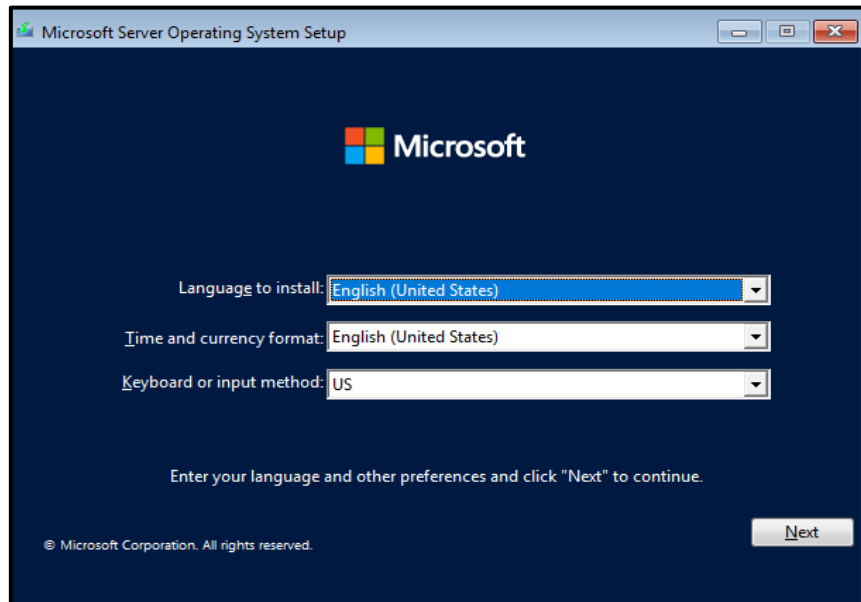 Microsoft Server Operating System Setup
Microsoft
Language to install: English (United States)
Time and currency format: English (United States)
Keyboard or input method: US
Enter your language and other preferences and click "Next" to continue.
Next
© Microsoft Corporation. All rights reserved.